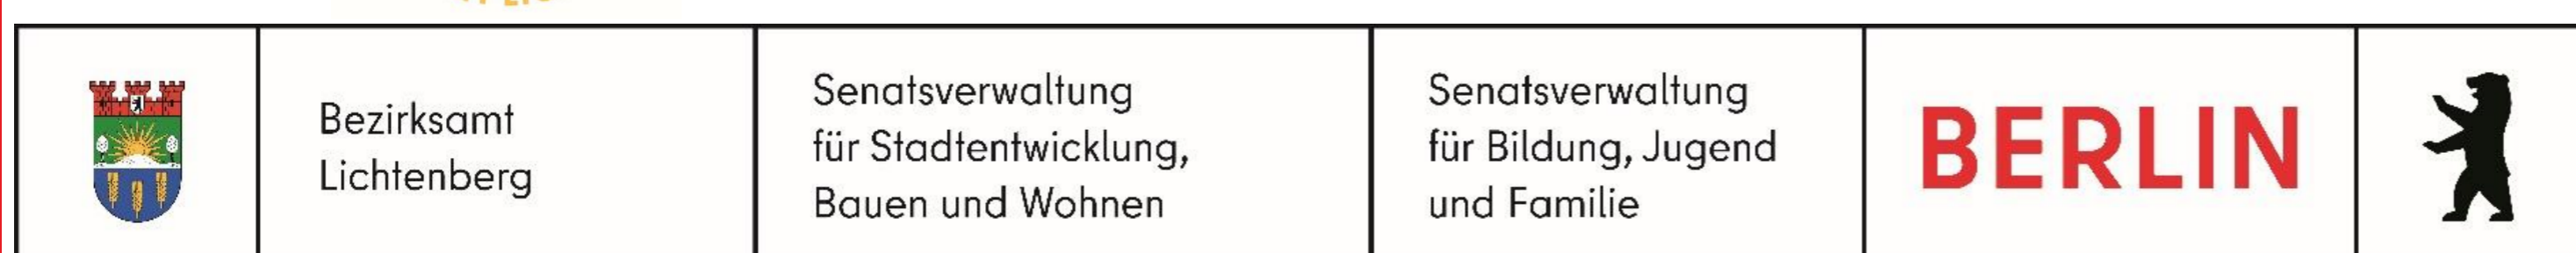 Bezirksamt
Lichtenberg
Senatsverwaltung
für Stadtentwicklung,
Bauen und Wohnen
Senatsverwaltung
für Bildung, Jugend
und Familie
BERLIN